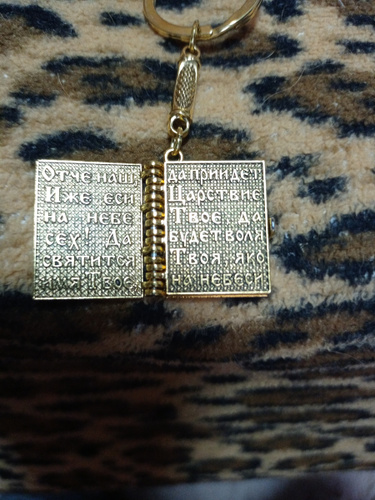 Отче наш,
Иже еси
на небе
сех! Да
святится
имя Твое,
да приидет
Царствие
Твое, да
будет воля
Твоя, яко
на небеси